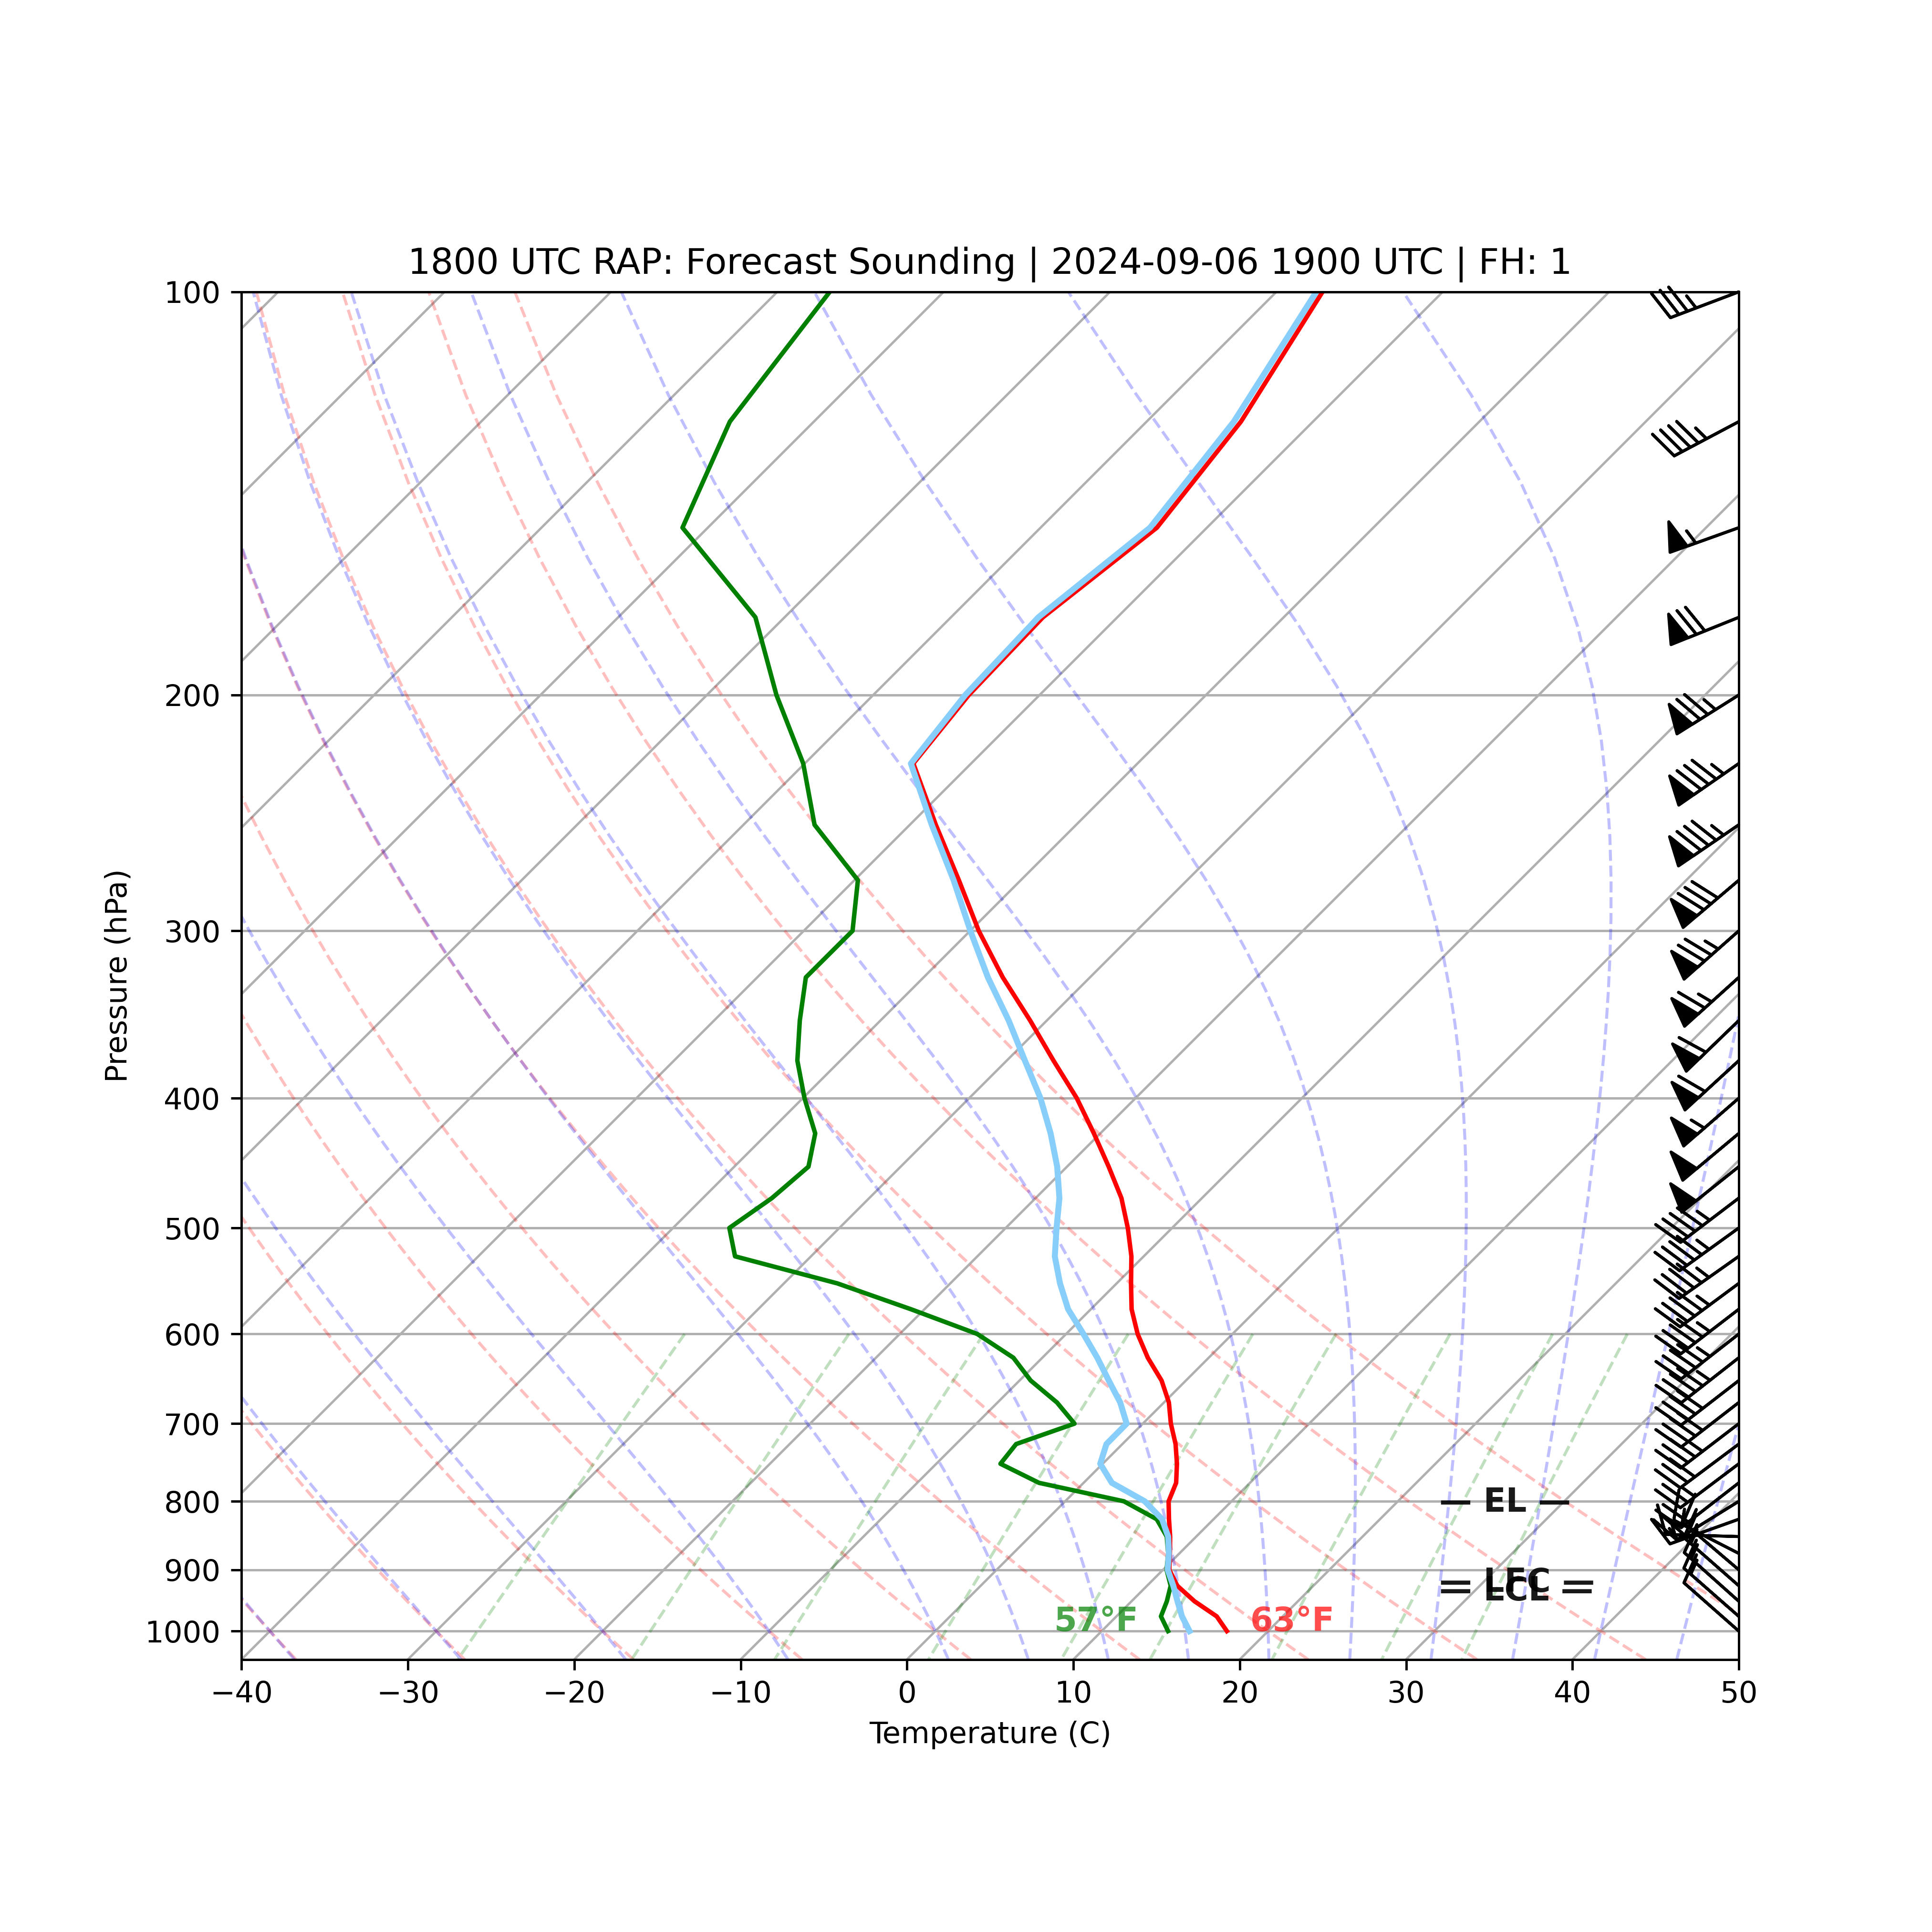 1800 UTC RAP: Forecast Sounding | 2024-09-06 1900 UTC | FH: 1
100
200
300
400
500
600
700
800
900
1000
Pressure (hPa)
— EL —
= LFC =
= LCL =
57°F
63°F
−40 −30 −20 −10 0 10 20 30 40 50
Temperature (C)